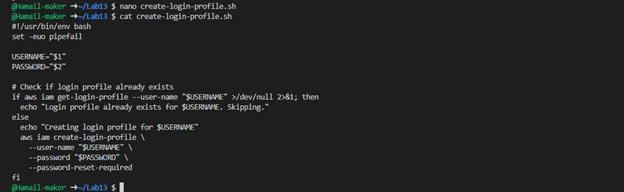 @Hamail-maker ➜~/Lab13 $ nano create-login-profile.sh
@Hamail-maker ➜~/Lab13 $ cat create-login-profile.sh
#!/usr/bin/env bash
set -euo pipefail
USERNAME="$1"
PASSWORD="$2"
# Check if login profile already exists
if aws iam get-login-profile --user-name "$USERNAME" >/dev/null 2>&1; then
  echo "Login profile already exists for $USERNAME. Skipping."
else
  echo "Creating login profile for $USERNAME"
  aws iam create-login-profile \
    --user-name "$USERNAME" \
    --password "$PASSWORD" \
    --password-reset-required
fi
@Hamail-maker ➜~/Lab13 $